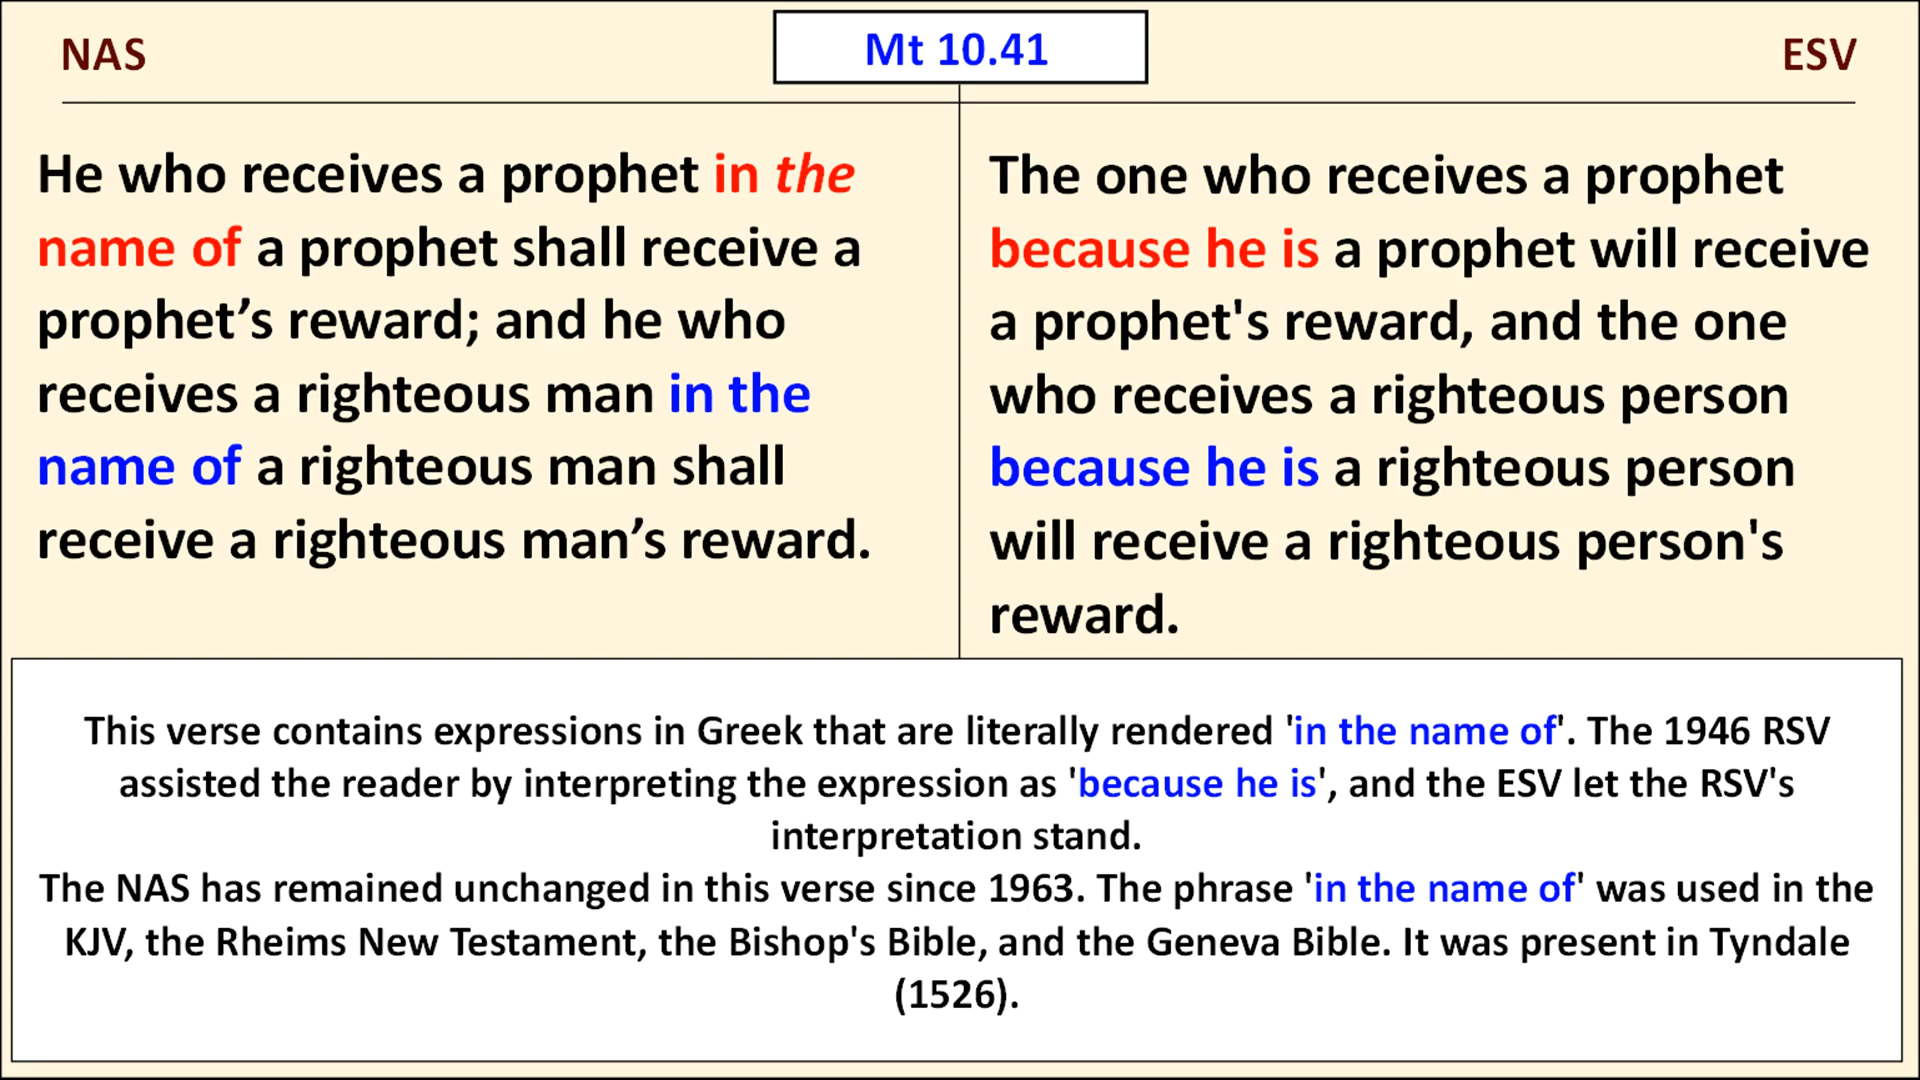 NAS
Mt 10.41
ESV
He who receives a prophet in the
name of a prophet shall receive a
prophet’s reward; and he who
receives a righteous man in the
name of a righteous man shall
receive a righteous man’s reward.
The one who receives a prophet
because he is a prophet will receive
a prophet's reward, and the one
who receives a righteous person
because he is a righteous person
will receive a righteous person's
reward.
This verse contains expressions in Greek that are literally rendered 'in the name of'. The 1946 RSV
assisted the reader by interpreting the expression as 'because he is', and the ESV let the RSV's
interpretation stand.
The NAS has remained unchanged in this verse since 1963. The phrase 'in the name of' was used in the
KJV, the Rheims New Testament, the Bishop's Bible, and the Geneva Bible. It was present in Tyndale
(1526).